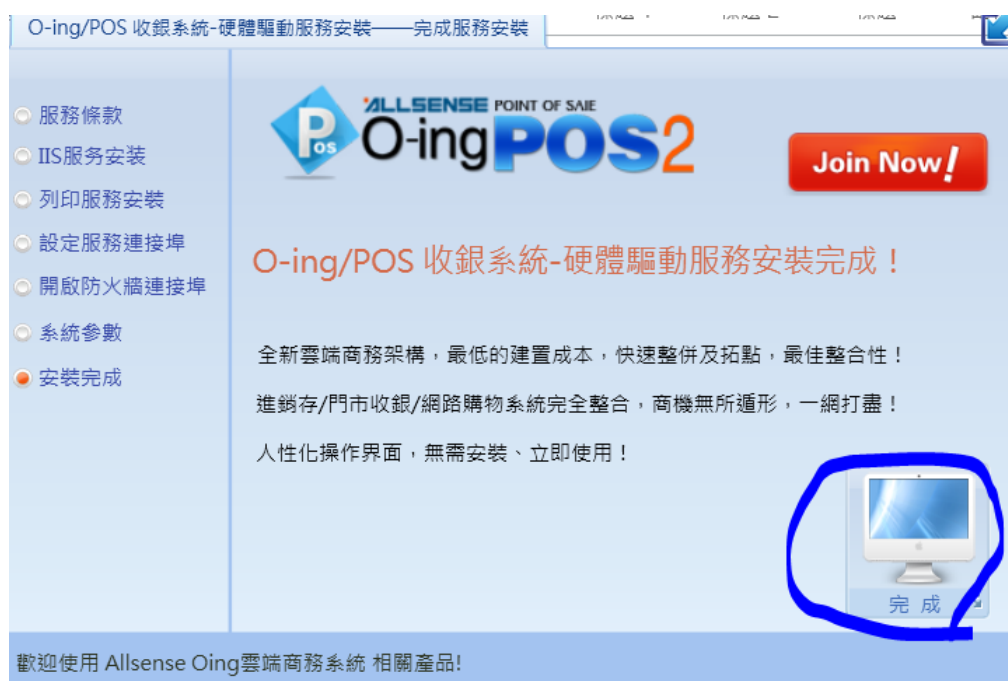 O-ing/POS 收銀系統-硬體驅動服務安裝——完成服務安裝
服務條款
IIS服务安装
列印服務安裝
設定服務連接埠
開啟防火牆連接埠
系統參數
安裝完成
Pos
ALLSENSE POINT OF SAIE
O-ing POS2
Join Now!
O-ing/POS 收銀系統-硬體驅動服務安裝完成！
全新雲端商務架構，最低的建置成本，快速整併及拓點，最佳整合性！
進銷存/門市收銀/網路購物系統完全整合，商機無所遁形，一網打盡！
人性化操作界面，無需安裝、立即使用！
完 成
歡迎使用 Allsense Oing雲端商務系統 相關產品!